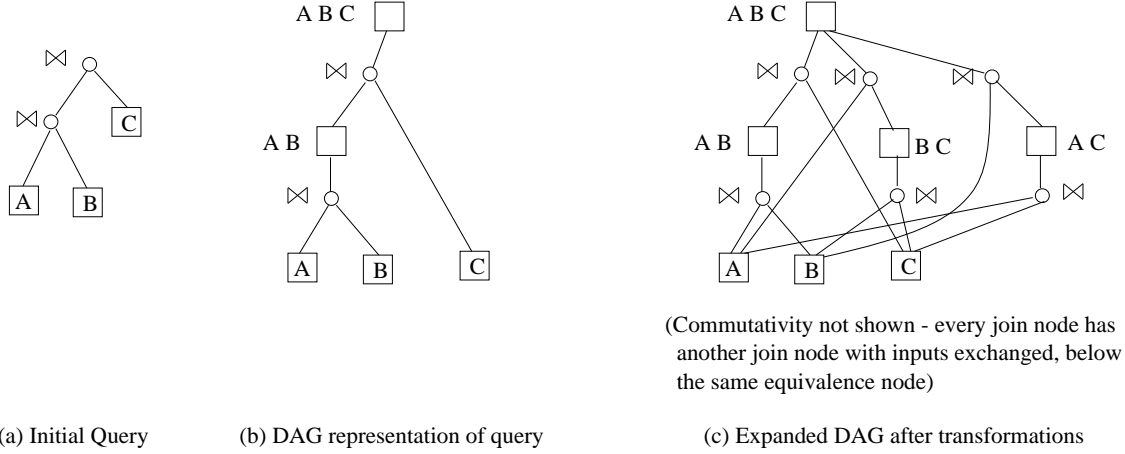 A B C
A B C
⋈
⋈
⋈
⋈
⋈
⋈
C
A B
A B
B C
A C
⋈
⋈
⋈
⋈
A
B
A
B
C
A
B
C
(Commutativity not shown - every join node has
another join node with inputs exchanged, below
the same equivalence node)
(a) Initial Query
(b) DAG representation of query
(c) Expanded DAG after transformations